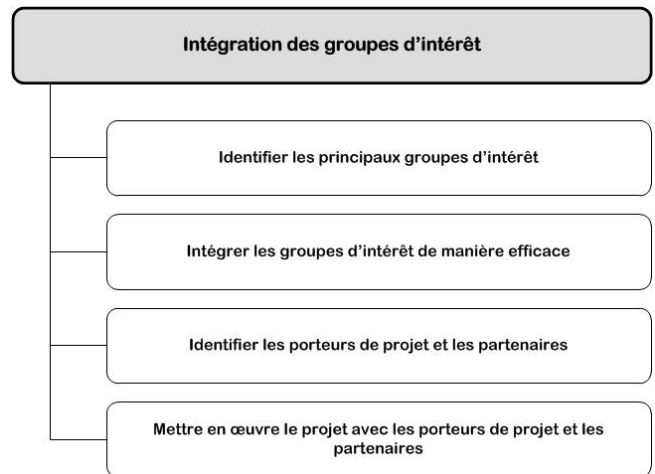 Intégration des groupes d’intérêt
Identifier les principaux groupes d’intérêt
Intégrer les groupes d’intérêt de manière efficace
Identifier les porteurs de projet et les partenaires
Mettre en œuvre le projet avec les porteurs de projet et les
partenaires